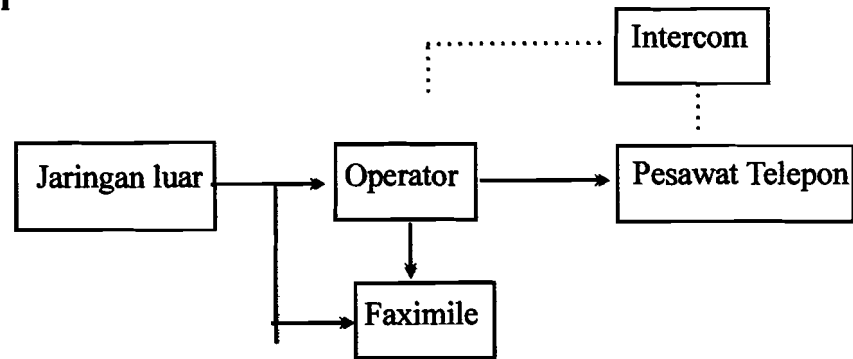 Intercom
Jaringan luar
Operator
Pesawat Telepon
Faximile